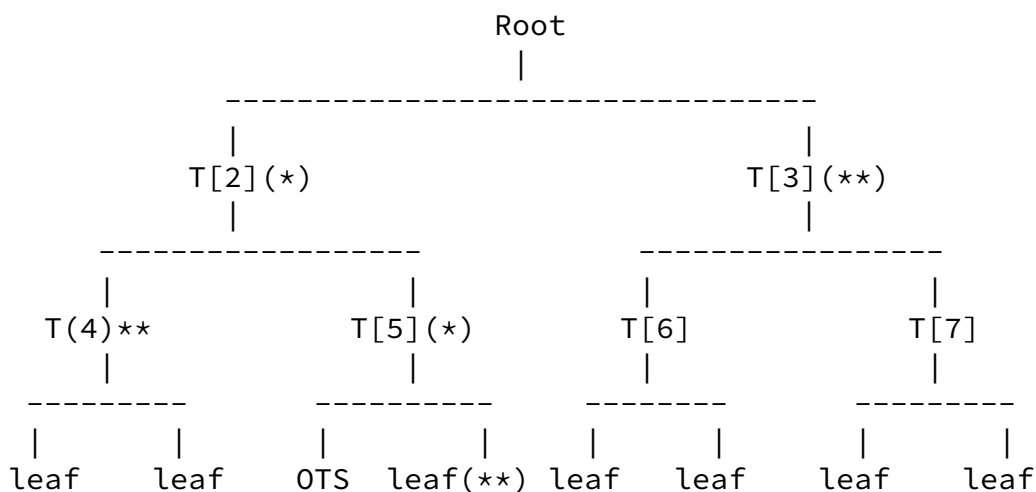 Root
T[2](*) T[3](**)
T(4)** T[5](*) T[6] T[7]
leaf leaf OTS leaf(**) leaf leaf leaf leaf